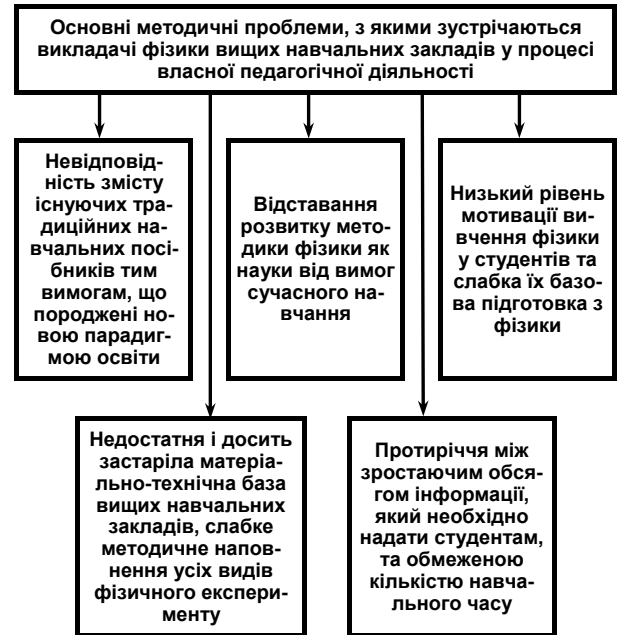 Основні методичні проблеми, з якими зустрічаються
викладачі фізики вищих навчальних закладів у процесі
власної педагогічної діяльності
Невідповід-
ність змісту
існуючих тра-
диційних на-
вчальних посі-
бників тим
вимогам, що
породжені но-
вою парадиг-
мою освіти
Відставання
розвитку мето-
дики фізики як
науки від вимог
сучасного на-
вчання
Низький рівень
мотивації ви-
вчення фізики
у студентів та
слабка їх базо-
ва підготовка з
фізики
Недостатня і досить
застаріла матеріа-
льно-технічна база
вищих навчальних
закладів, слабке
методичне напов-
нення усіх видів
фізичного експери-
менту
Протиріччя між
зростаючим обся-
гом інформації,
який необхідно
надати студентам,
та обмеженою
кількістю навча-
льного часу